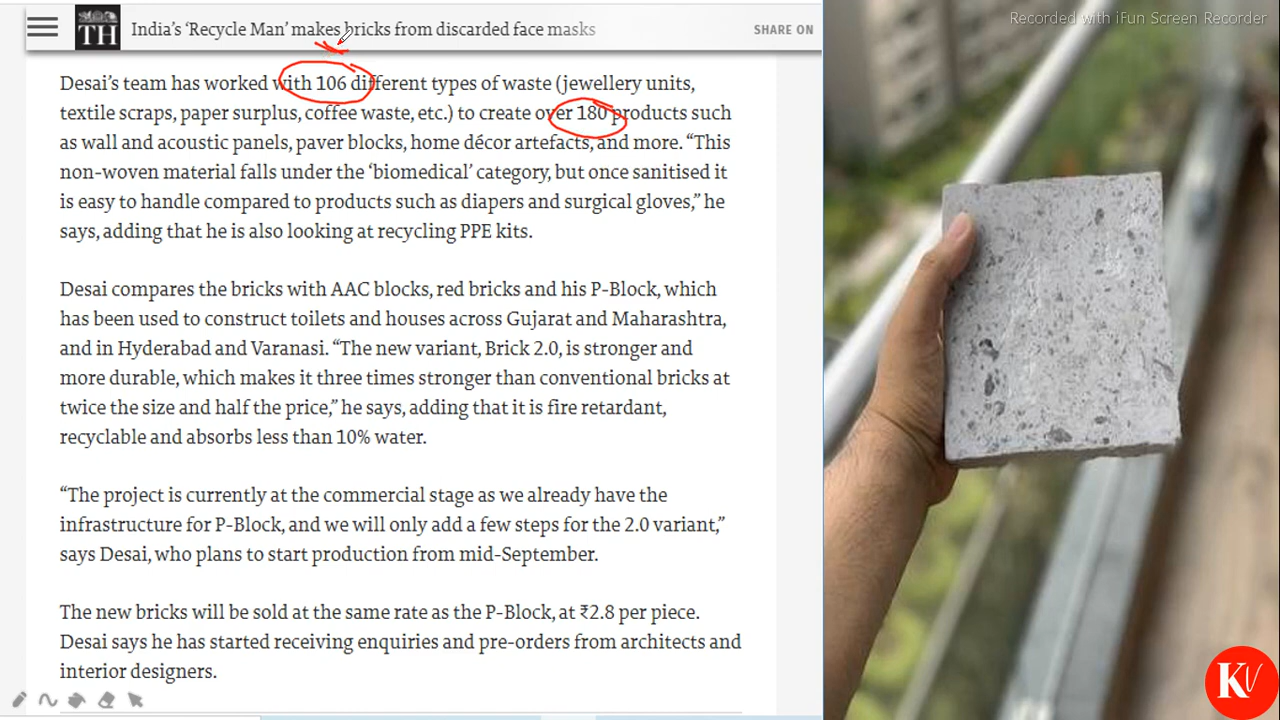 Recorded with iFun Screen Recorder
TH
India’s ‘Recycle Man’ makes bricks from discarded face masks
SHARE ON
Desai’s team has worked with 106 different types of waste (jewellery units,
textile scraps, paper surplus, coffee waste, etc.) to create over 180 products such
as wall and acoustic panels, paver blocks, home décor artefacts, and more. “This
non-woven material falls under the ‘biomedical’ category, but once sanitised it
is easy to handle compared to products such as diapers and surgical gloves,” he
says, adding that he is also looking at recycling PPE kits.
Desai compares the bricks with AAC blocks, red bricks and his P-Block, which
has been used to construct toilets and houses across Gujarat and Maharashtra,
and in Hyderabad and Varanasi. “The new variant, Brick 2.0, is stronger and
more durable, which makes it three times stronger than conventional bricks at
twice the size and half the price,” he says, adding that it is fire retardant,
recyclable and absorbs less than 10% water.
“The project is currently at the commercial stage as we already have the
infrastructure for P-Block, and we will only add a few steps for the 2.0 variant,”
says Desai, who plans to start production from mid-September.
The new bricks will be sold at the same rate as the P-Block, at ₹2.8 per piece.
Desai says he has started receiving enquiries and pre-orders from architects and
interior designers.
KV